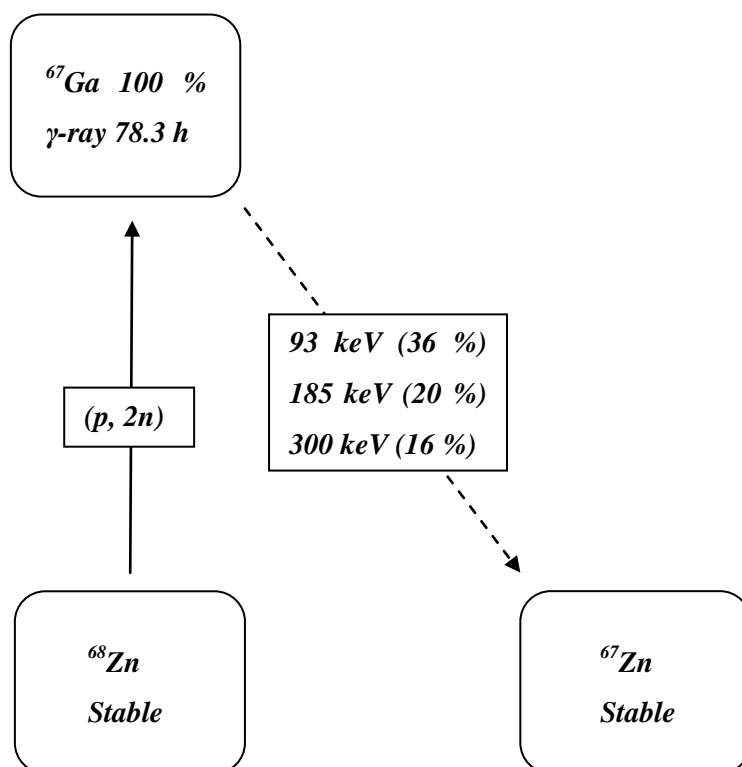 ⁶⁷Ga 100 %
γ-ray 78.3 h
93 keV (36 %)
185 keV (20 %)
300 keV (16 %)
(p, 2n)
⁶⁸Zn
Stable
⁶⁷Zn
Stable